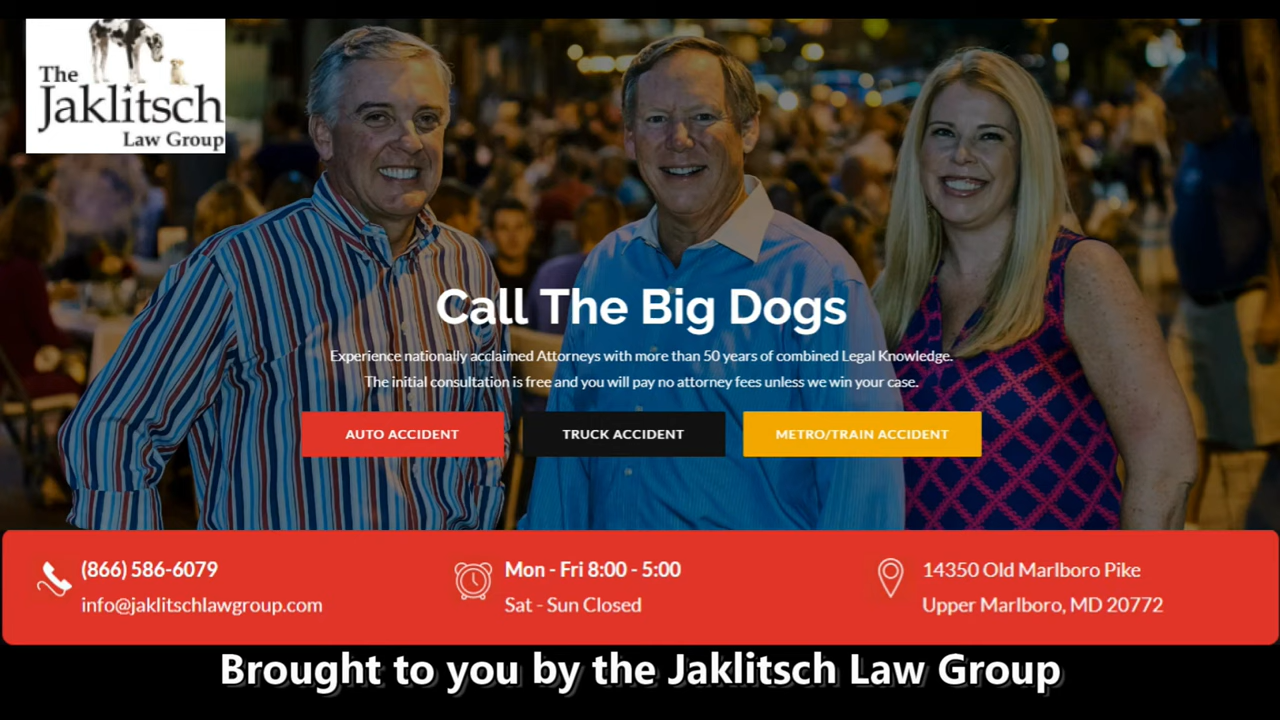 The
Jaklitsch
Law Group
Call The Big Dogs
Experience nationally acclaimed Attorneys with more than 50 years of combined Legal Knowledge.
The initial consultation is free and you will pay no attorney fees unless we win your case.
AUTO ACCIDENT
TRUCK ACCIDENT
METRO/TRAIN ACCIDENT
(866) 586-6079
info@jaklitschlawgroup.com
Mon - Fri 8:00 - 5:00
Sat - Sun Closed
14350 Old Marlboro Pike
Upper Marlboro, MD 20772
Brought to you by the Jaklitsch Law Group